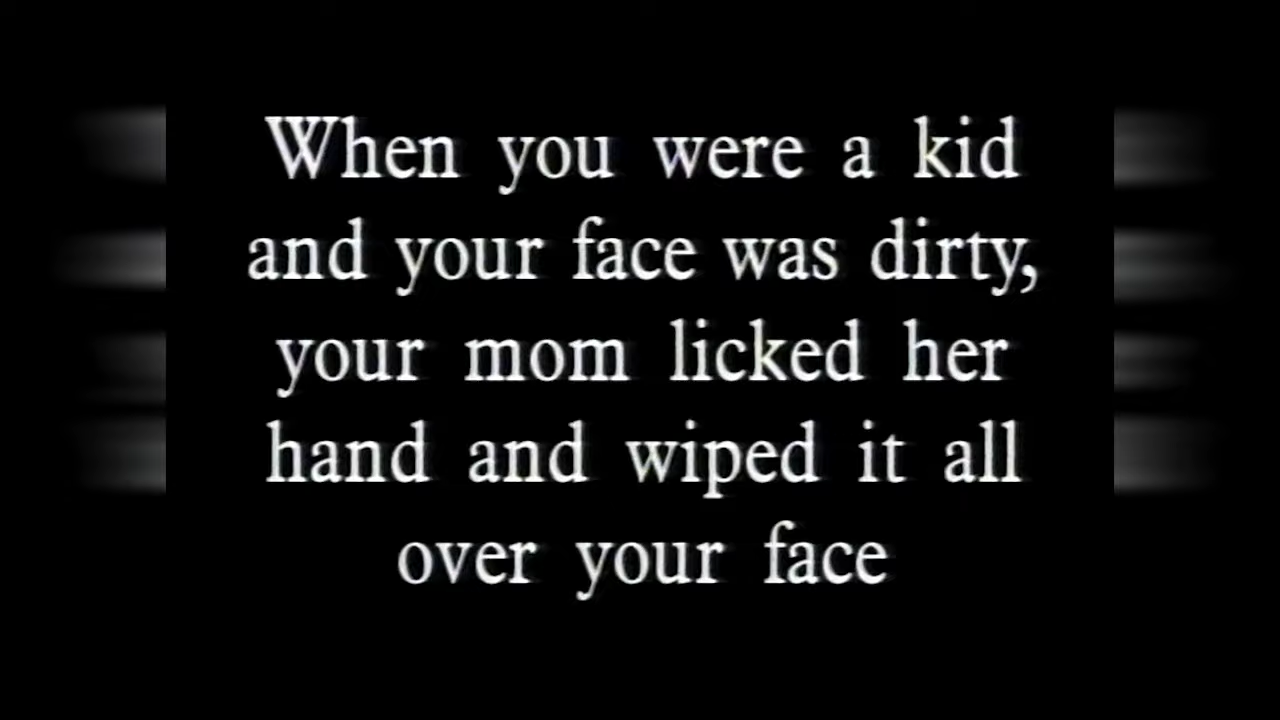 When you were a kid
and your face was dirty,
your mom licked her
hand and wiped it all
over your face